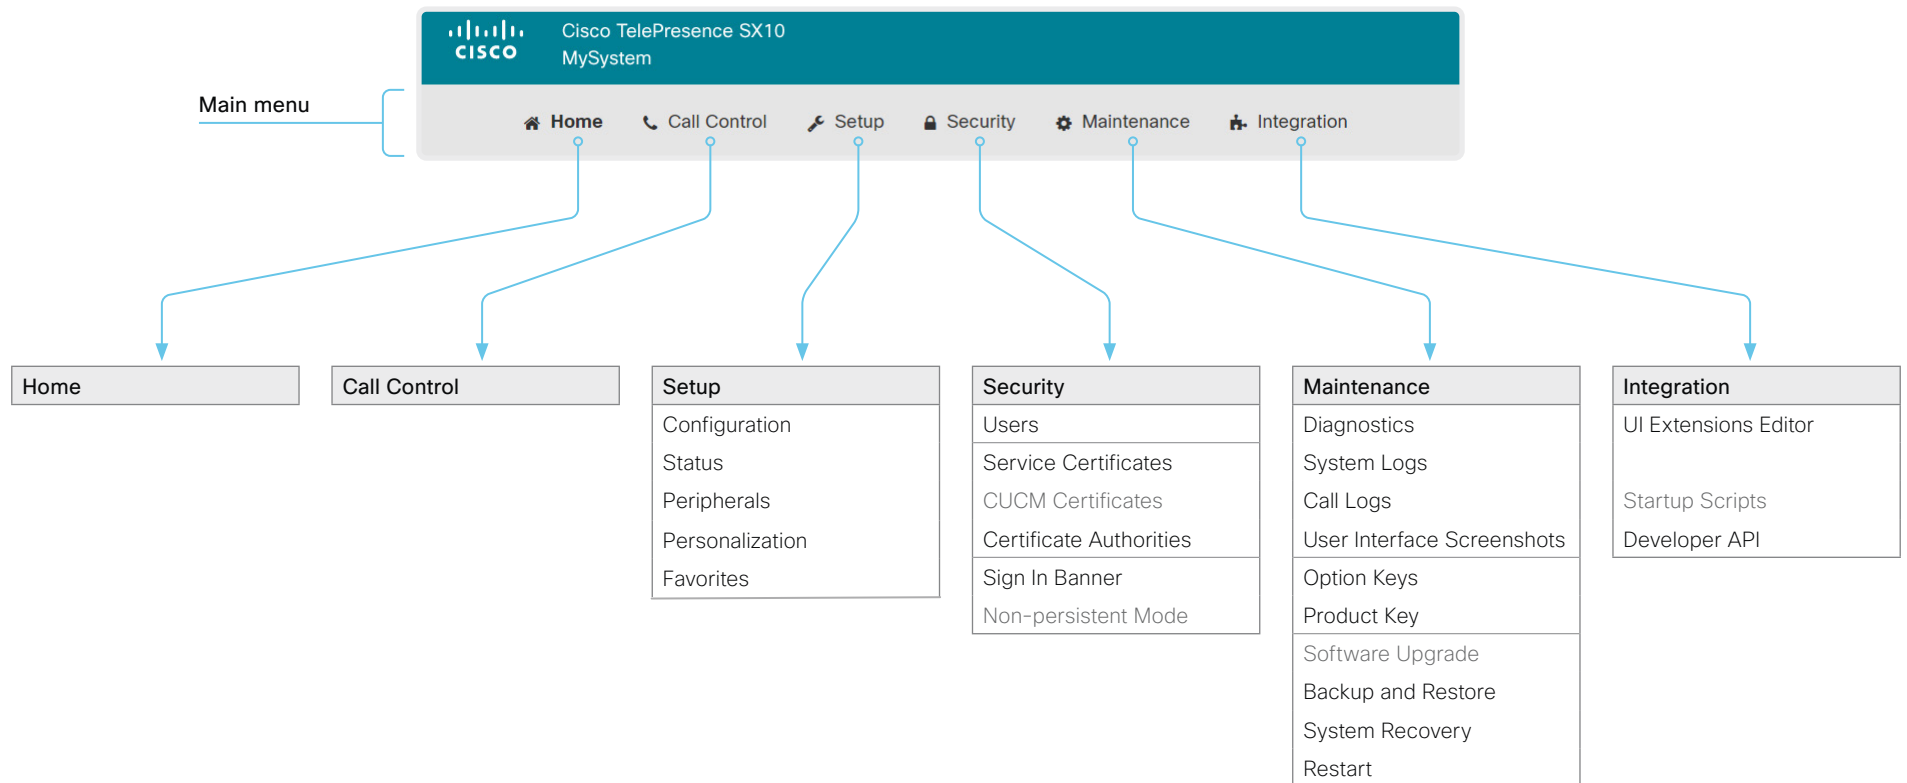 CISCO
Cisco TelePresence SX10
MySystem
Main menu
Home Call Control Setup Security Maintenance Integration
Home
Call Control
Setup
Configuration
Status
Peripherals
Personalization
Favorites
Security
Users
Service Certificates
CUCM Certificates
Certificate Authorities
Sign In Banner
Non-persistent Mode
Maintenance
Diagnostics
System Logs
Call Logs
User Interface Screenshots
Option Keys
Product Key
Software Upgrade
Backup and Restore
System Recovery
Restart
Integration
UI Extensions Editor
Startup Scripts
Developer API